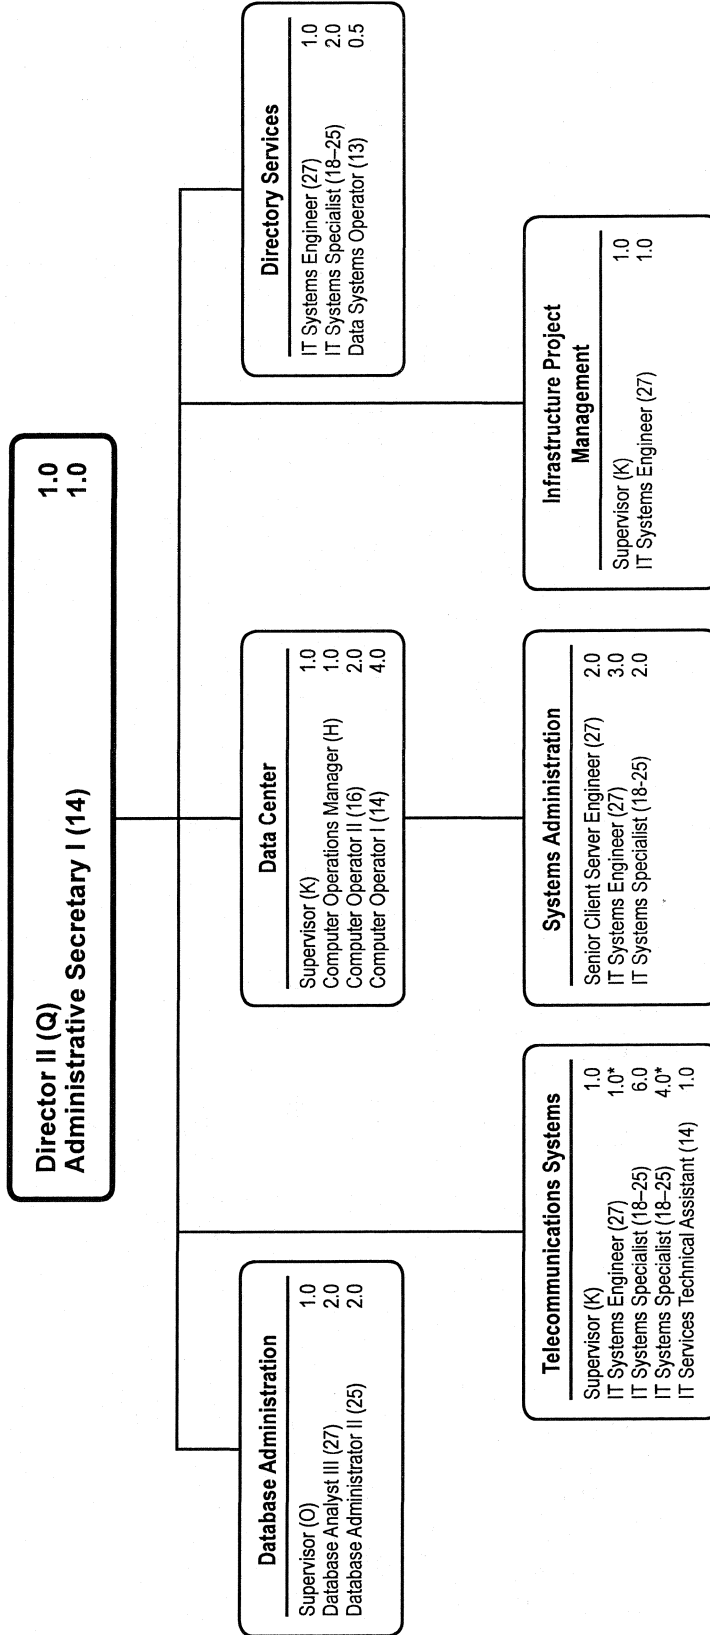 Director II (Q) 1.0
Administrative Secretary I (14) 1.0
Database Administration
Supervisor (O) 1.0
Database Analyst III (27) 2.0
Database Administrator II (25) 2.0
Data Center
Supervisor (K) 1.0
Computer Operations Manager (H) 1.0
Computer Operator II (16) 2.0
Computer Operator I (14) 4.0
Directory Services
IT Systems Engineer (27) 1.0
IT Systems Specialist (18–25) 2.0
Data Systems Operator (13) 0.5
Telecommunications Systems
Supervisor (K) 1.0
IT Systems Engineer (27) 1.0*
IT Systems Specialist (18–25) 6.0
IT Systems Specialist (18–25) 4.0*
IT Services Technical Assistant (14) 1.0
Systems Administration
Senior Client Server Engineer (27) 2.0
IT Systems Engineer (27) 3.0
IT Systems Specialist (18-25) 2.0
Infrastructure Project
Management
Supervisor (K) 1.0
IT Systems Engineer (27) 1.0